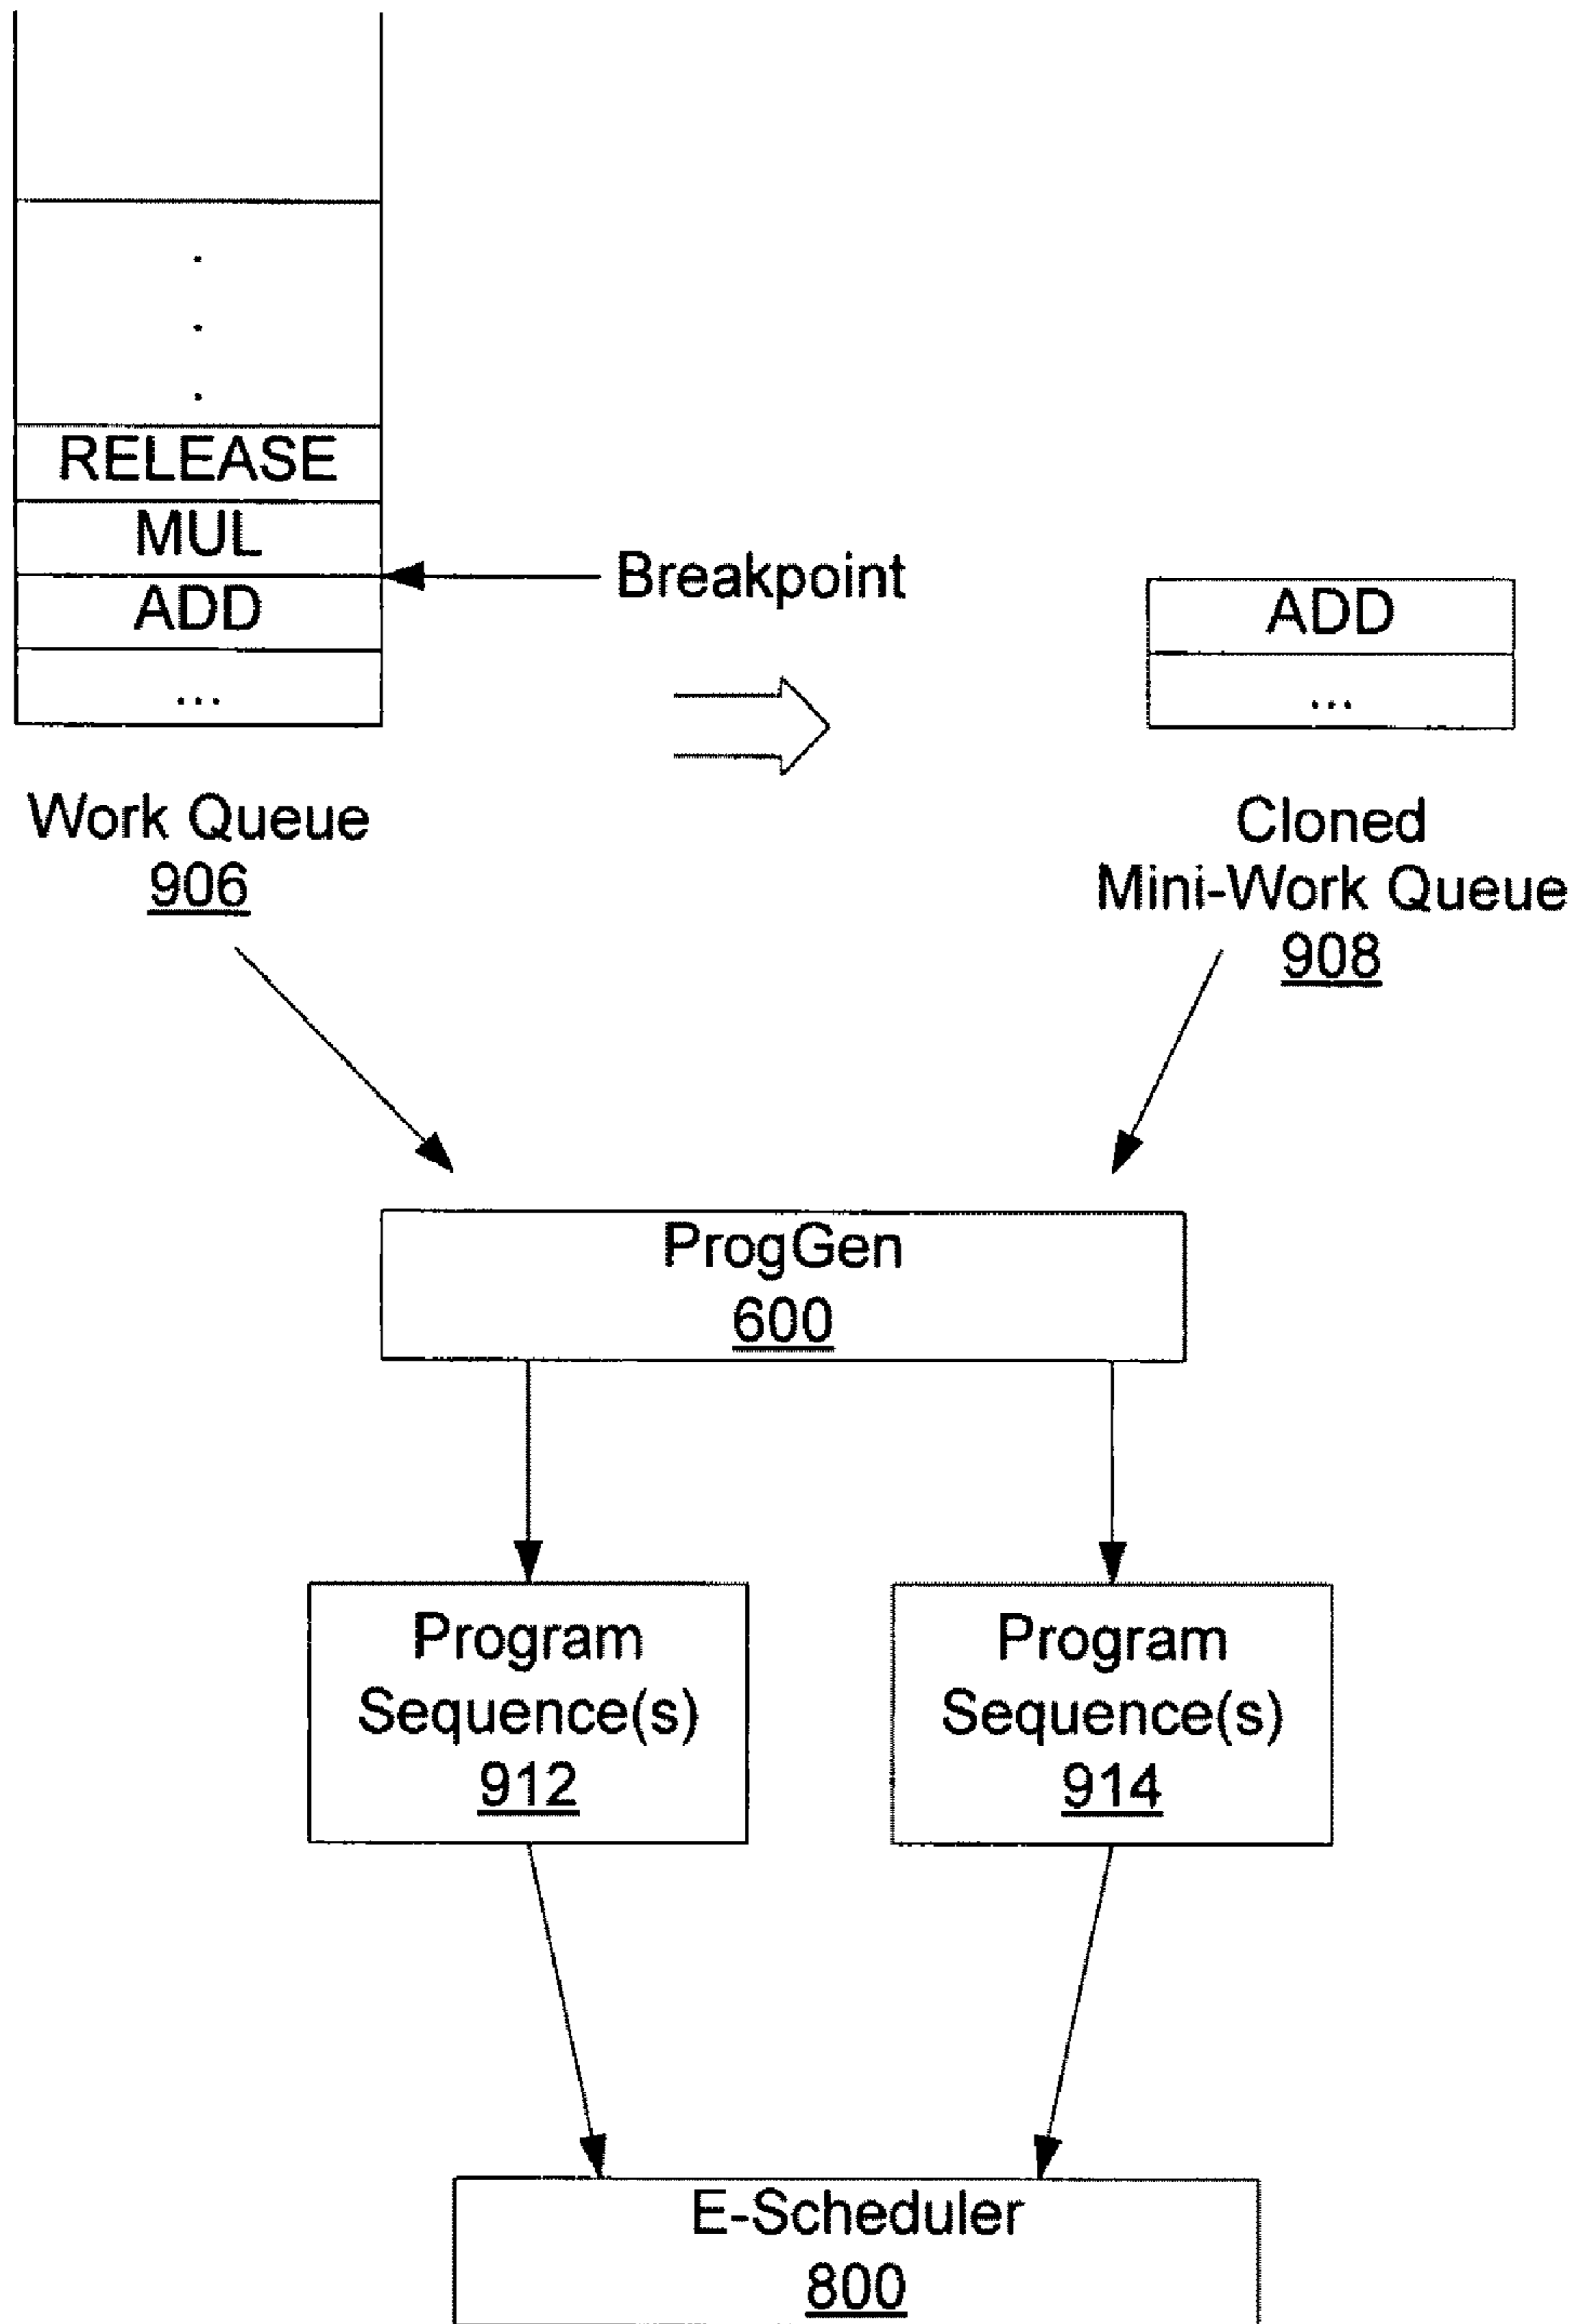 .
.
.
RELEASE
MUL
Breakpoint
ADD
ADD
...
...
Work Queue
906
Cloned
Mini-Work Queue
908
ProgGen
600
Program
Sequence(s)
912
Program
Sequence(s)
914
E-Scheduler
800